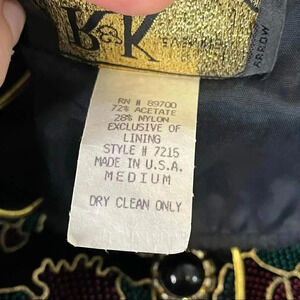 B&K
ARROW
RN # 89700
72% ACETATE
28% NYLON
EXCLUSIVE OF
LINING
STYLE # 7215
MADE IN U.S.A.
MEDIUM
DRY CLEAN ONLY